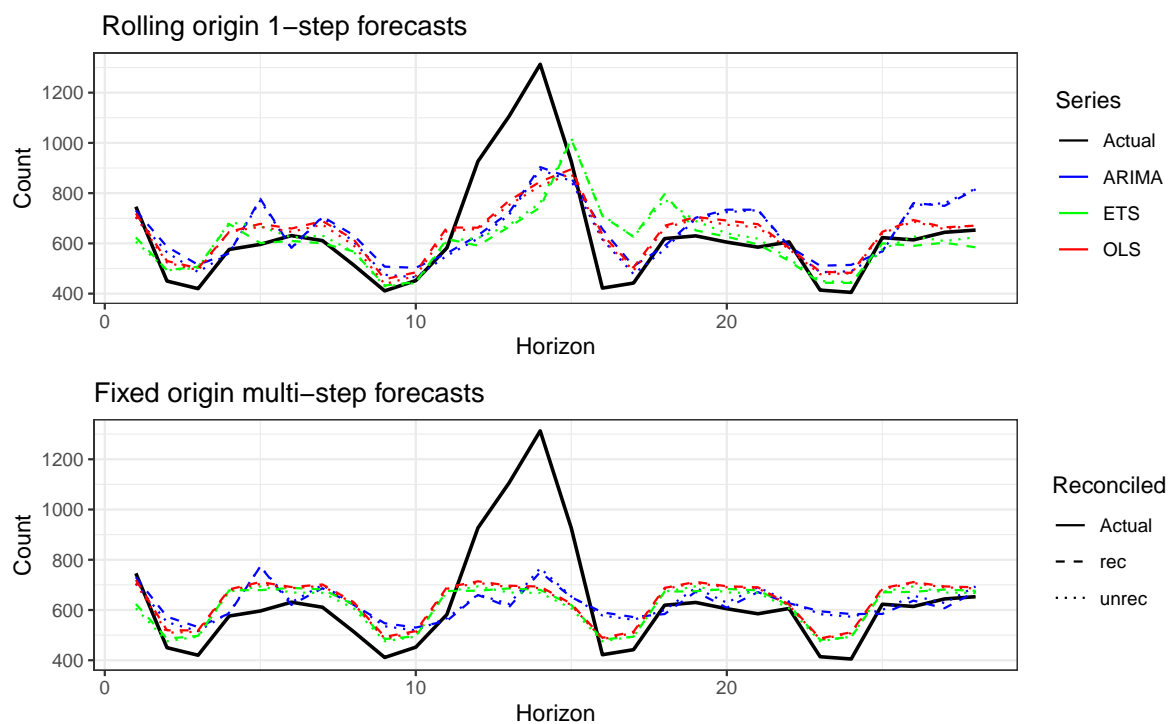 Rolling origin 1−step forecasts
1200
1000
800
600
400
Count
0
10
20
Horizon
Series
Actual
ARIMA
ETS
OLS
Fixed origin multi−step forecasts
1200
1000
800
600
400
Count
0
10
20
Horizon
Reconciled
Actual
rec
unrec